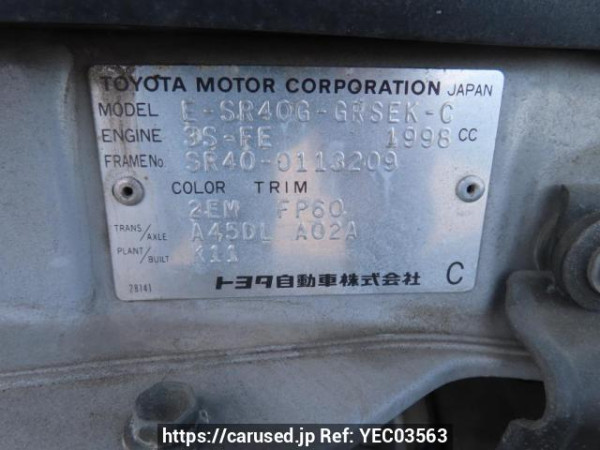 TOYOTA MOTOR CORPORATION JAPAN
MODEL E-SR40G-GRSEK-C
ENGINE 3S-FE 1998 CC
FRAME No. SR40-0113209
COLOR TRIM
2EM FP60
TRANS/AXLE A45DL A02A
PLANT/BUILT K11
28141 トヨタ自動車株式会社 C
https://carused.jp Ref: YEC03563